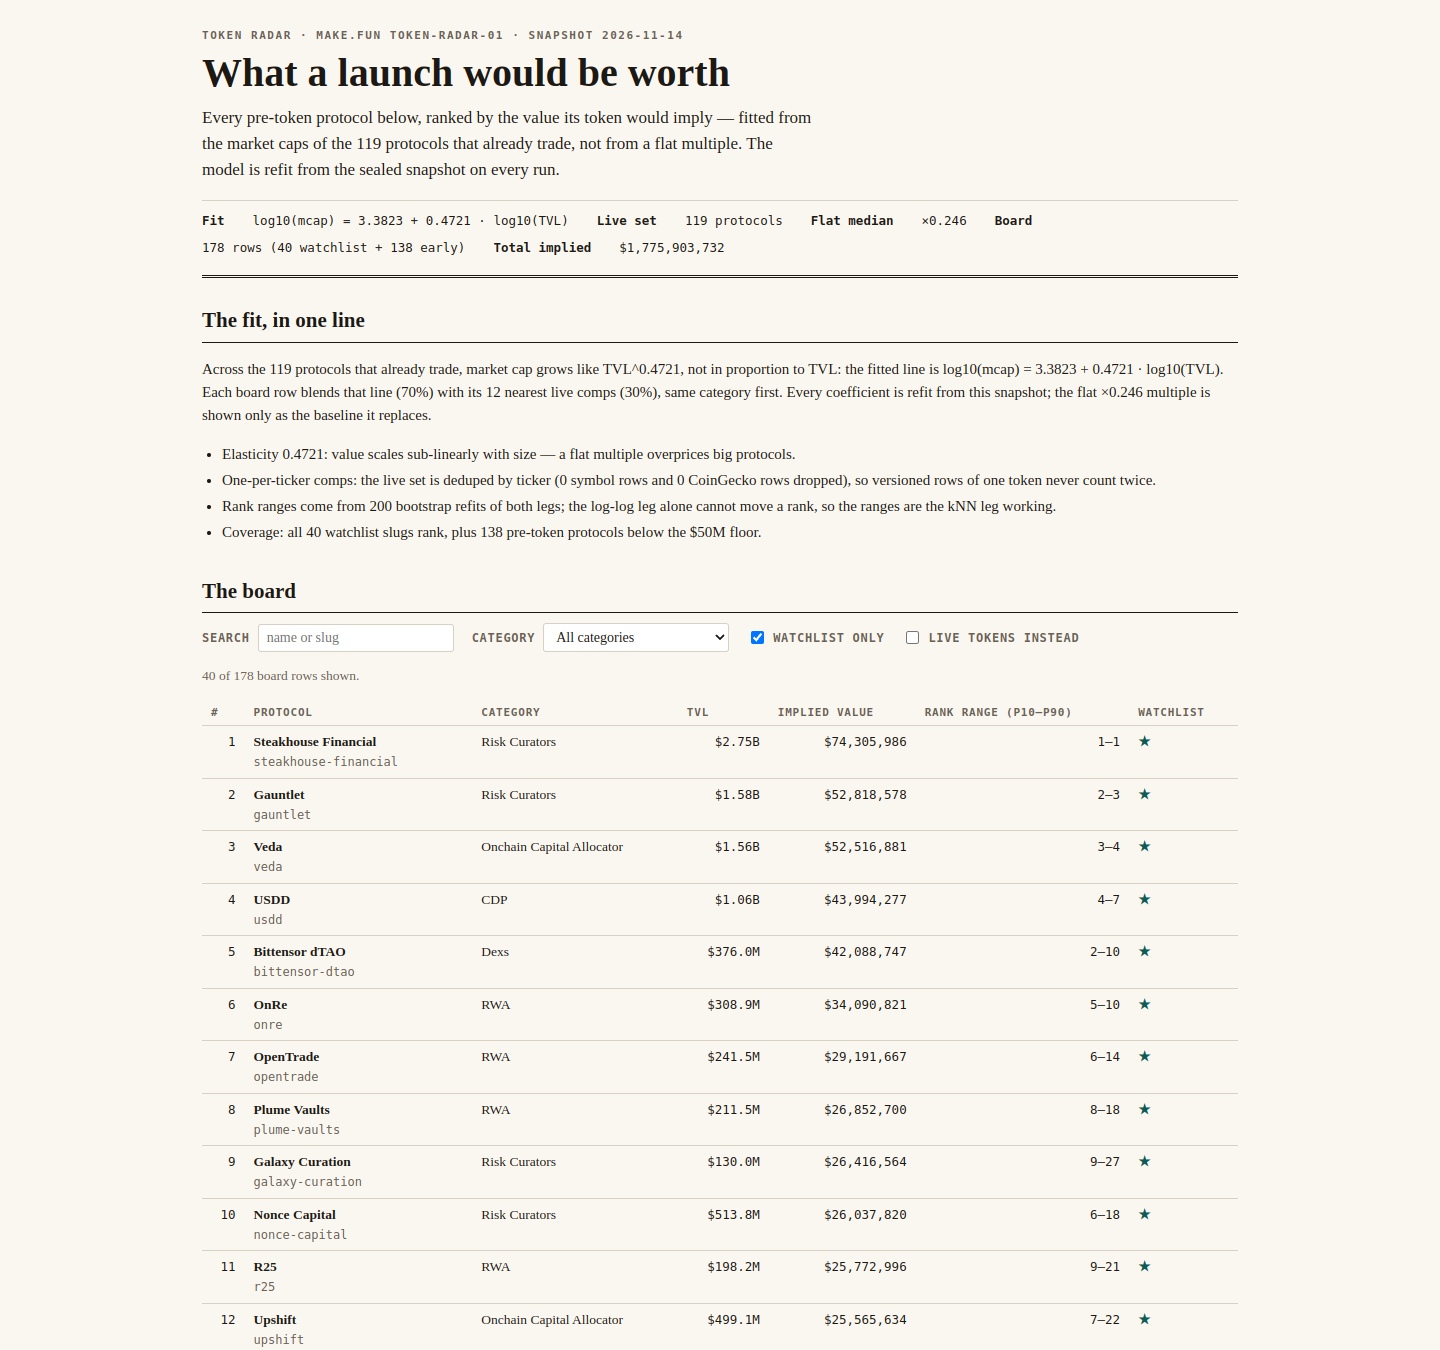 TOKEN RADAR · MAKE.FUN TOKEN-RADAR-01 · SNAPSHOT 2026-11-14
What a launch would be worth
Every pre-token protocol below, ranked by the value its token would imply — fitted from
the market caps of the 119 protocols that already trade, not from a flat multiple. The
model is refit from the sealed snapshot on every run.
Fit log10(mcap) = 3.3823 + 0.4721 · log10(TVL) Live set 119 protocols Flat median ×0.246 Board
178 rows (40 watchlist + 138 early) Total implied $1,775,903,732
The fit, in one line
Across the 119 protocols that already trade, market cap grows like TVL^0.4721, not in proportion to TVL: the fitted line is log10(mcap) = 3.3823 + 0.4721 · log10(TVL).
Each board row blends that line (70%) with its 12 nearest live comps (30%), same category first. Every coefficient is refit from this snapshot; the flat ×0.246 multiple is
shown only as the baseline it replaces.
• Elasticity 0.4721: value scales sub-linearly with size — a flat multiple overprices big protocols.
• One-per-ticker comps: the live set is deduped by ticker (0 symbol rows and 0 CoinGecko rows dropped), so versioned rows of one token never count twice.
• Rank ranges come from 200 bootstrap refits of both legs; the log-log leg alone cannot move a rank, so the ranges are the kNN leg working.
• Coverage: all 40 watchlist slugs rank, plus 138 pre-token protocols below the $50M floor.
The board
SEARCH name or slug CATEGORY All categories WATCHLIST ONLY LIVE TOKENS INSTEAD
40 of 178 board rows shown.
# PROTOCOL CATEGORY TVL IMPLIED VALUE RANK RANGE (P10–P90) WATCHLIST
1 Steakhouse Financial Risk Curators $2.75B $74,305,986 1–1 ★
steakhouse-financial
2 Gauntlet Risk Curators $1.58B $52,818,578 2–3 ★
gauntlet
3 Veda Onchain Capital Allocator $1.56B $52,516,881 3–4 ★
veda
4 USDD CDP $1.06B $43,994,277 4–7 ★
usdd
5 Bittensor dTAO Dexs $376.0M $42,088,747 2–10 ★
bittensor-dtao
6 OnRe RWA $308.9M $34,090,821 5–10 ★
onre
7 OpenTrade RWA $241.5M $29,191,667 6–14 ★
opentrade
8 Plume Vaults RWA $211.5M $26,852,700 8–18 ★
plume-vaults
9 Galaxy Curation Risk Curators $130.0M $26,416,564 9–27 ★
galaxy-curation
10 Nonce Capital Risk Curators $513.8M $26,037,820 6–18 ★
nonce-capital
11 R25 RWA $198.2M $25,772,996 9–21 ★
r25
12 Upshift Onchain Capital Allocator $499.1M $25,565,634 7–22 ★
upshift